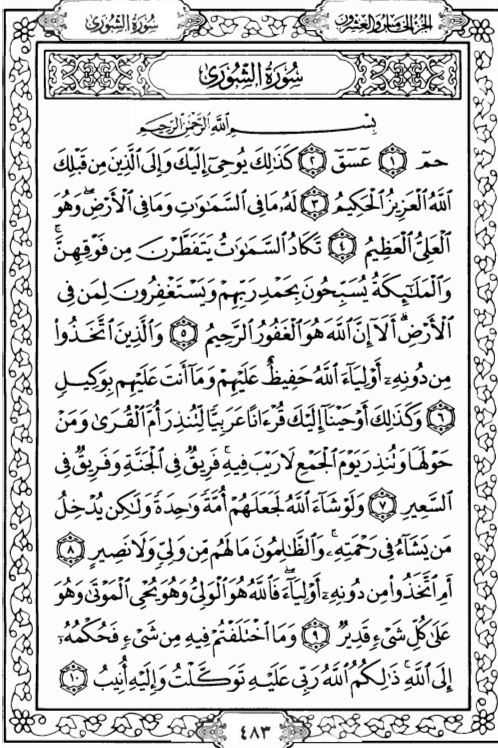 الجزء الخامس والعشرون
سورة الشورى
سُورَةُ الشُّورَىٰ
بِسْمِ ٱللَّهِ ٱلرَّحْمَٰنِ ٱلرَّحِيمِ
حمٓ ١ عٓسٓقٓ ٢ كَذَٰلِكَ يُوحِىٓ إِلَيْكَ وَإِلَى ٱلَّذِينَ مِن قَبْلِكَ
ٱللَّهُ ٱلْعَزِيزُ ٱلْحَكِيمُ ٣ لَهُۥ مَا فِى ٱلسَّمَٰوَٰتِ وَمَا فِى ٱلْأَرْضِ ۖ وَهُوَ
ٱلْعَلِىُّ ٱلْعَظِيمُ ٤ تَكَادُ ٱلسَّمَٰوَٰتُ يَتَفَطَّرْنَ مِن فَوْقِهِنَّ ۚ
وَٱلْمَلَٰٓئِكَةُ يُسَبِّحُونَ بِحَمْدِ رَبِّهِمْ وَيَسْتَغْفِرُونَ لِمَن فِى
ٱلْأَرْضِ ۗ أَلَآ إِنَّ ٱللَّهَ هُوَ ٱلْغَفُورُ ٱلرَّحِيمُ ٥ وَٱلَّذِينَ ٱتَّخَذُوا۟
مِن دُونِهِۦٓ أَوْلِيَآءَ ٱللَّهُ حَفِيظٌ عَلَيْهِمْ وَمَآ أَنتَ عَلَيْهِم بِوَكِيلٍ
٦ وَكَذَٰلِكَ أَوْحَيْنَآ إِلَيْكَ قُرْءَانًا عَرَبِيًّا لِّتُنذِرَ أُمَّ ٱلْقُرَىٰ وَمَنْ
حَوْلَهَا وَتُنذِرَ يَوْمَ ٱلْجَمْعِ لَا رَيْبَ فِيهِ ۚ فَرِيقٌ فِى ٱلْجَنَّةِ وَفَرِيقٌ فِى
ٱلسَّعِيرِ ٧ وَلَوْ شَآءَ ٱللَّهُ لَجَعَلَهُمْ أُمَّةً وَٰحِدَةً وَلَٰكِن يُدْخِلُ
مَن يَشَآءُ فِى رَحْمَتِهِۦ ۚ وَٱلظَّٰلِمُونَ مَا لَهُم مِّن وَلِىٍّ وَلَا نَصِيرٍ ٨
أَمِ ٱتَّخَذُوا۟ مِن دُونِهِۦٓ أَوْلِيَآءَ ۖ فَٱللَّهُ هُوَ ٱلْوَلِىُّ وَهُوَ يُحْىِ ٱلْمَوْتَىٰ وَهُوَ
عَلَىٰ كُلِّ شَىْءٍ قَدِيرٌ ٩ وَمَا ٱخْتَلَفْتُمْ فِيهِ مِن شَىْءٍ فَحُكْمُهُۥٓ
إِلَى ٱللَّهِ ۚ ذَٰلِكُمُ ٱللَّهُ رَبِّى عَلَيْهِ تَوَكَّلْتُ وَإِلَيْهِ أُنِيبُ ١٠
٤٨٣